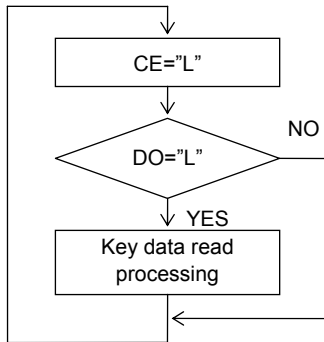 CE=”L”
DO=”L”
NO
YES
Key data read
processing